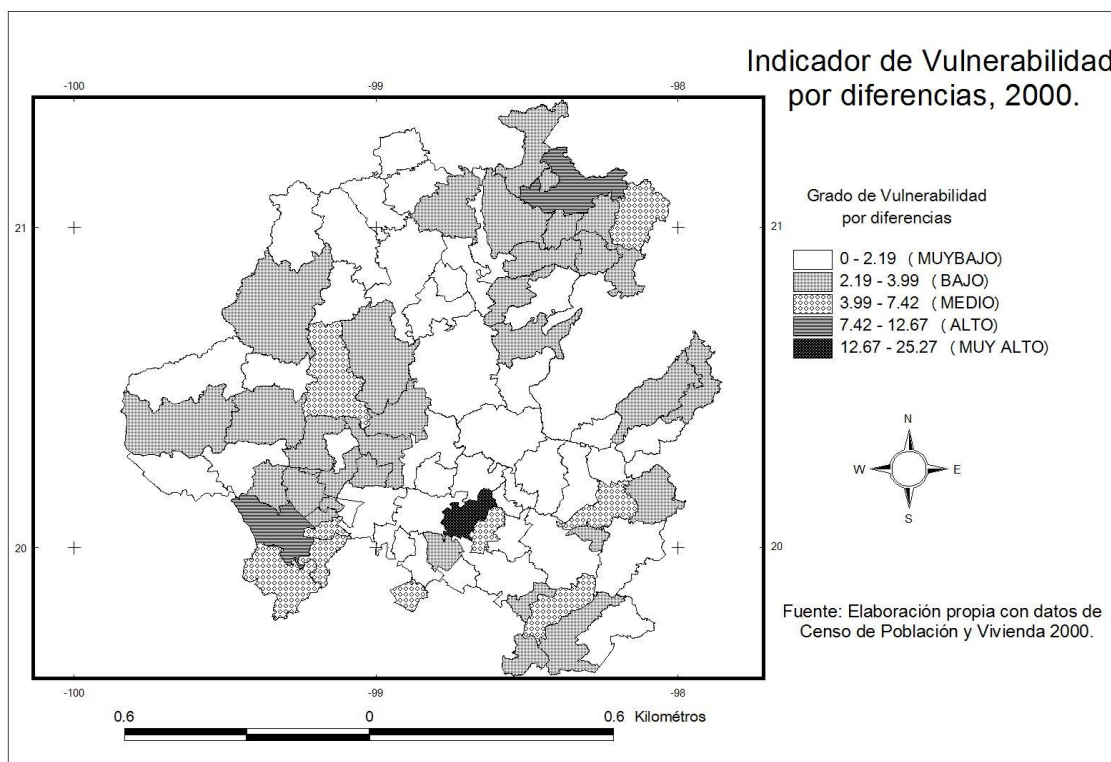 Indicador de Vulnerabilidad
por diferencias, 2000.
-100
-99
-98
Grado de Vulnerabilidad
por diferencias
21
21
0 - 2.19 ( MUYBAJO)
2.19 - 3.99 ( BAJO)
3.99 - 7.42 ( MEDIO)
7.42 - 12.67 ( ALTO)
12.67 - 25.27 ( MUY ALTO)
N
W
E
S
20
20
Fuente: Elaboración propia con datos de
Censo de Población y Vivienda 2000.
-100
-99
-98
0.6
0
0.6
Kilométros